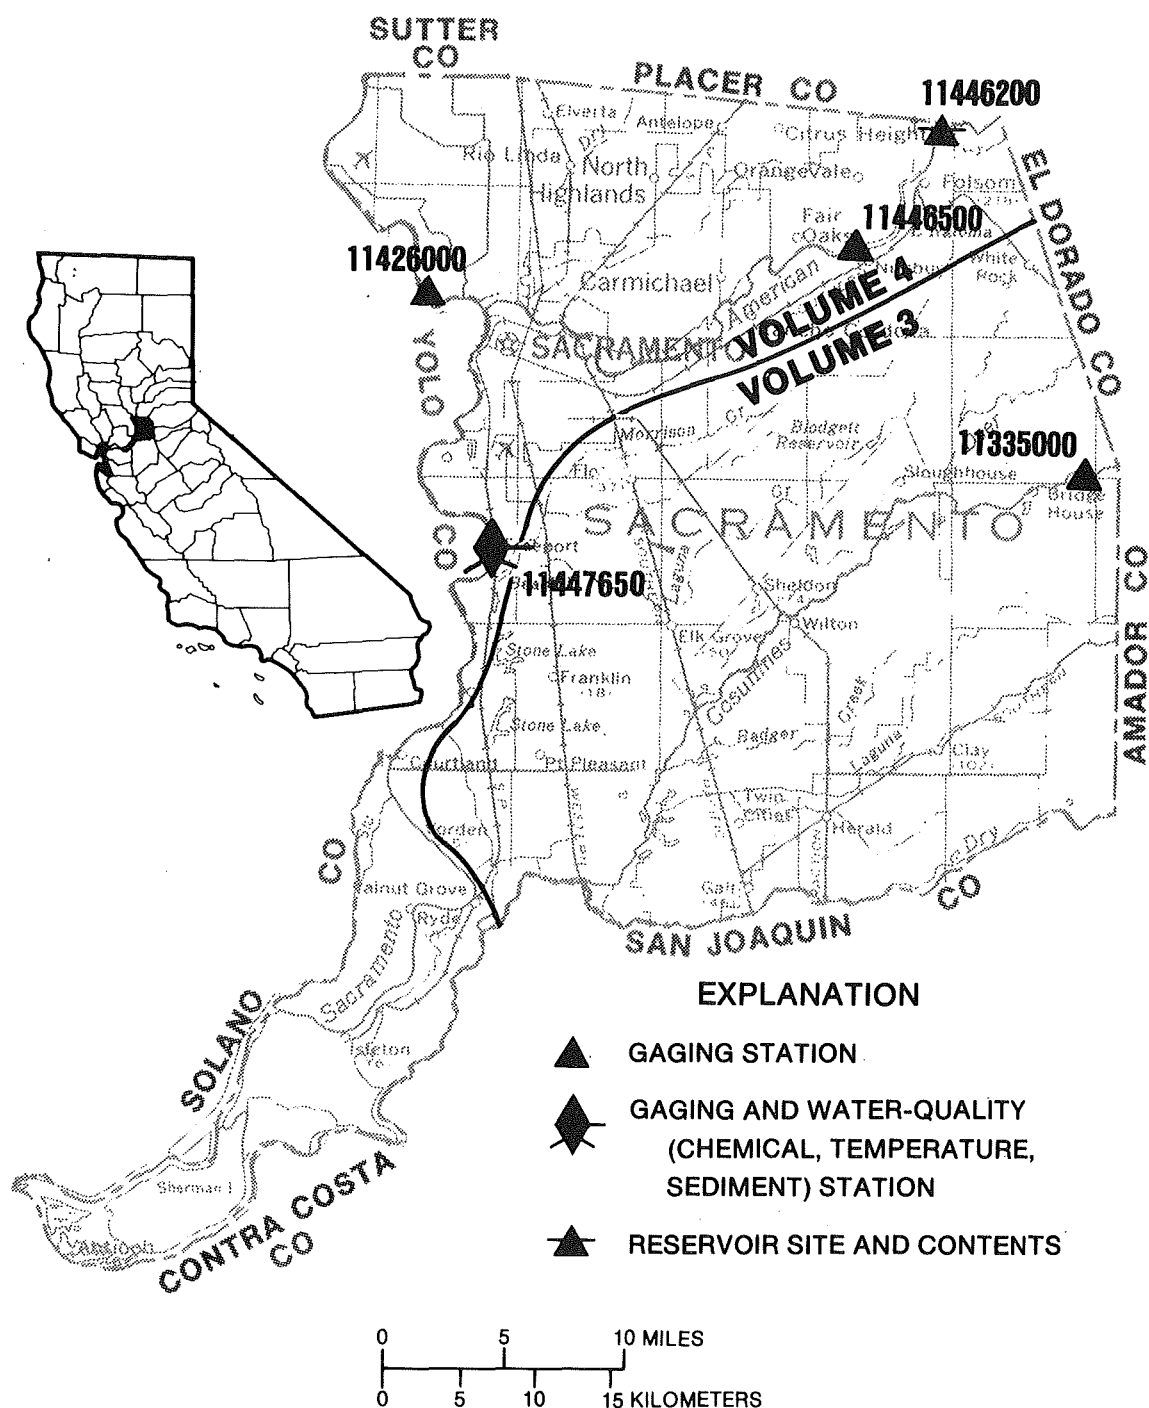 SUTTER
CO
PLACER CO
11446200
Elverta
Antelope
Citrus Height
Rio Linda
Dry
North
Highlands
Orangevale
Folsom
EL DORADO CO
Fair
Oaks
11446500
11426000
White
Rock
Carmichael
American
VOLUME 4
VOLUME 3
YOLO
SACRAMENTO
Morrison
Gr
Blodgett
Reservoir
11335000
Sloughhouse
Bridge
House
SACRAMENTO
CO
11447650
Laguna
Sheldon
Wilton
Elk Grove
Stone Lake
Cosumnes
Franklin
Stone Lake
Badger
Creek
Laguna
Clay
AMADOR CO
Courtland
Pt Pleasant
Twin
Cities
Herald
Dry
CO
alnut Grove
Ryde
Galt
CO
SAN JOAQUIN
Sacramento
EXPLANATION
SOLANO
Isleton
GAGING STATION
GAGING AND WATER-QUALITY
(CHEMICAL, TEMPERATURE,
SEDIMENT) STATION
Sherman I
Antioch
CONTRA COSTA
CO
RESERVOIR SITE AND CONTENTS
0 5 10 MILES
0 5 10 15 KILOMETERS